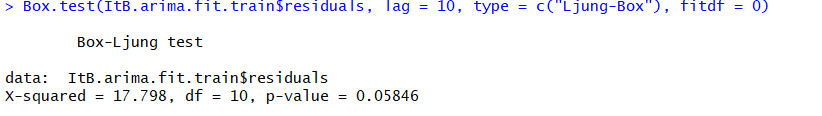 > Box.test(ItB.arima.fit.train$residuals, lag = 10, type = c("Ljung-Box"), fitdf = 0)
Box-Ljung test
data:  ItB.arima.fit.train$residuals
X-squared = 17.798, df = 10, p-value = 0.05846